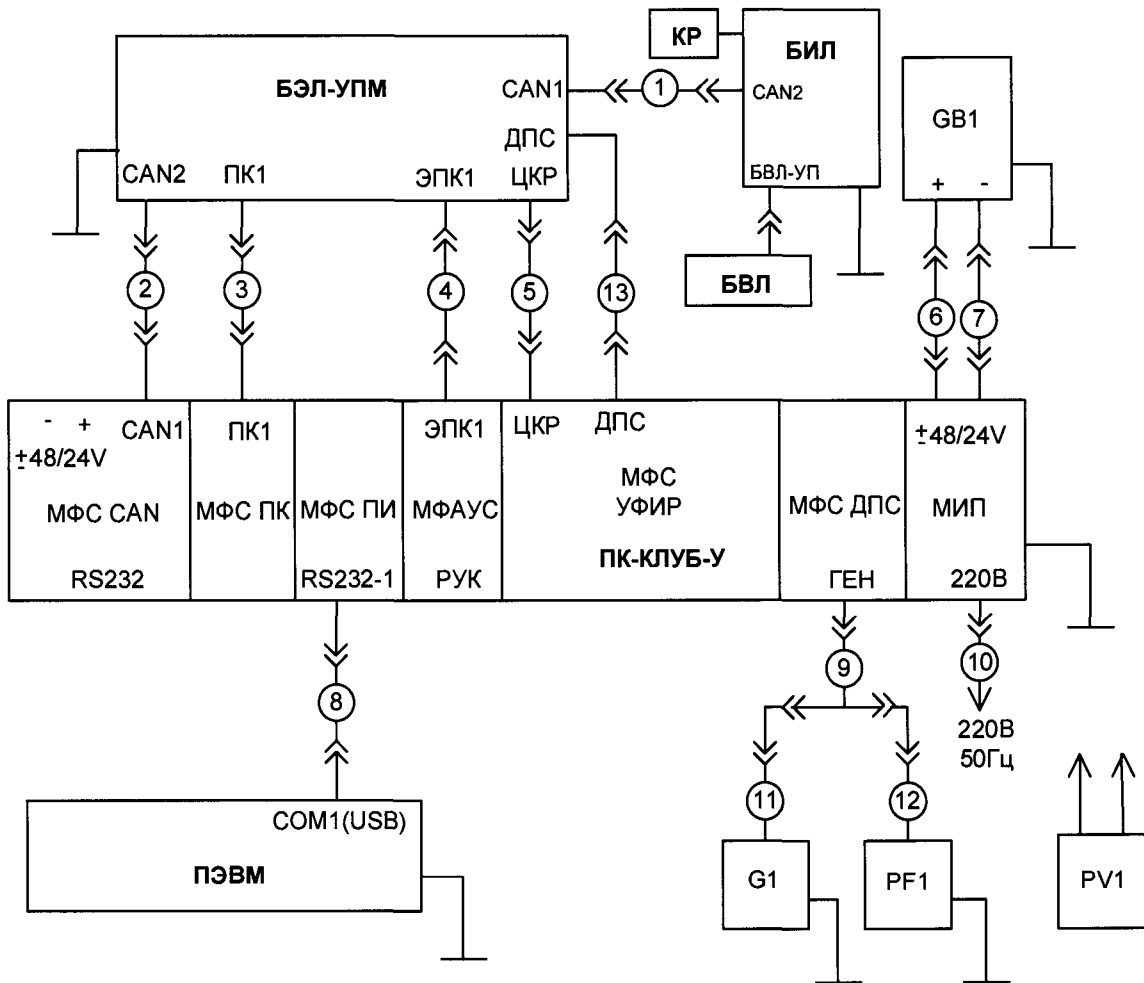 КР
БИЛ
БЭЛ-УПМ
CAN1
1
CAN2
GB1
ДПС
CAN2
ПК1
ЭПК1
ЦКР
БВЛ-УП
+ -
БВЛ
2
3
4
5
13
6
7
- +
CAN1
ПК1
ЭПК1
ЦКР
ДПС
±48/24V
±48/24V
МФС CAN
МФС ПК
МФС ПИ
МФАУС
МФС
УФИР
МФС ДПС
МИП
ПК-КЛУБ-У
RS232
RS232-1
РУК
ГЕН
220В
9
10
8
220В
50Гц
11
12
COM1(USB)
ПЭВМ
G1
PF1
PV1